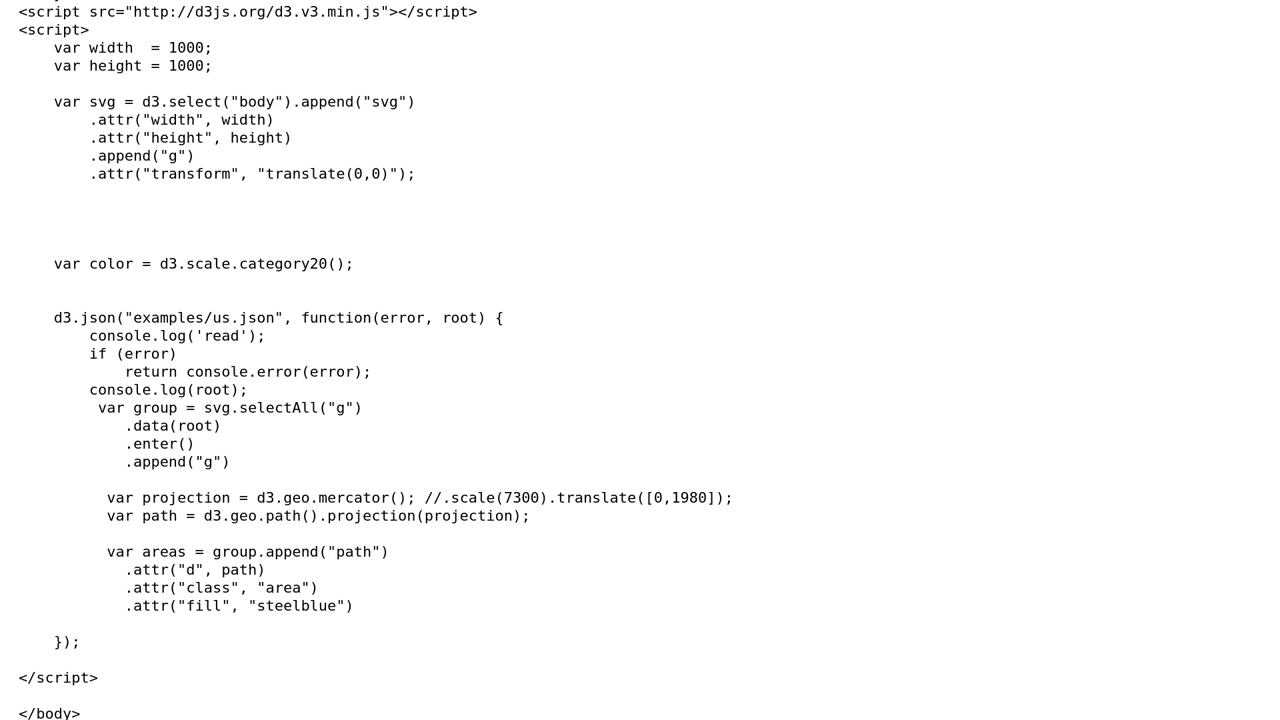 <script src="http://d3js.org/d3.v3.min.js"></script>
<script>
    var width  = 1000;
    var height = 1000;

    var svg = d3.select("body").append("svg")
        .attr("width", width)
        .attr("height", height)
        .append("g")
        .attr("transform", "translate(0,0)");




    var color = d3.scale.category20();


    d3.json("examples/us.json", function(error, root) {
        console.log('read');
        if (error)
            return console.error(error);
        console.log(root);
         var group = svg.selectAll("g")
            .data(root)
            .enter()
            .append("g")

          var projection = d3.geo.mercator(); //.scale(7300).translate([0,1980]);
          var path = d3.geo.path().projection(projection);

          var areas = group.append("path")
            .attr("d", path)
            .attr("class", "area")
            .attr("fill", "steelblue")

    });

</script>

</body>